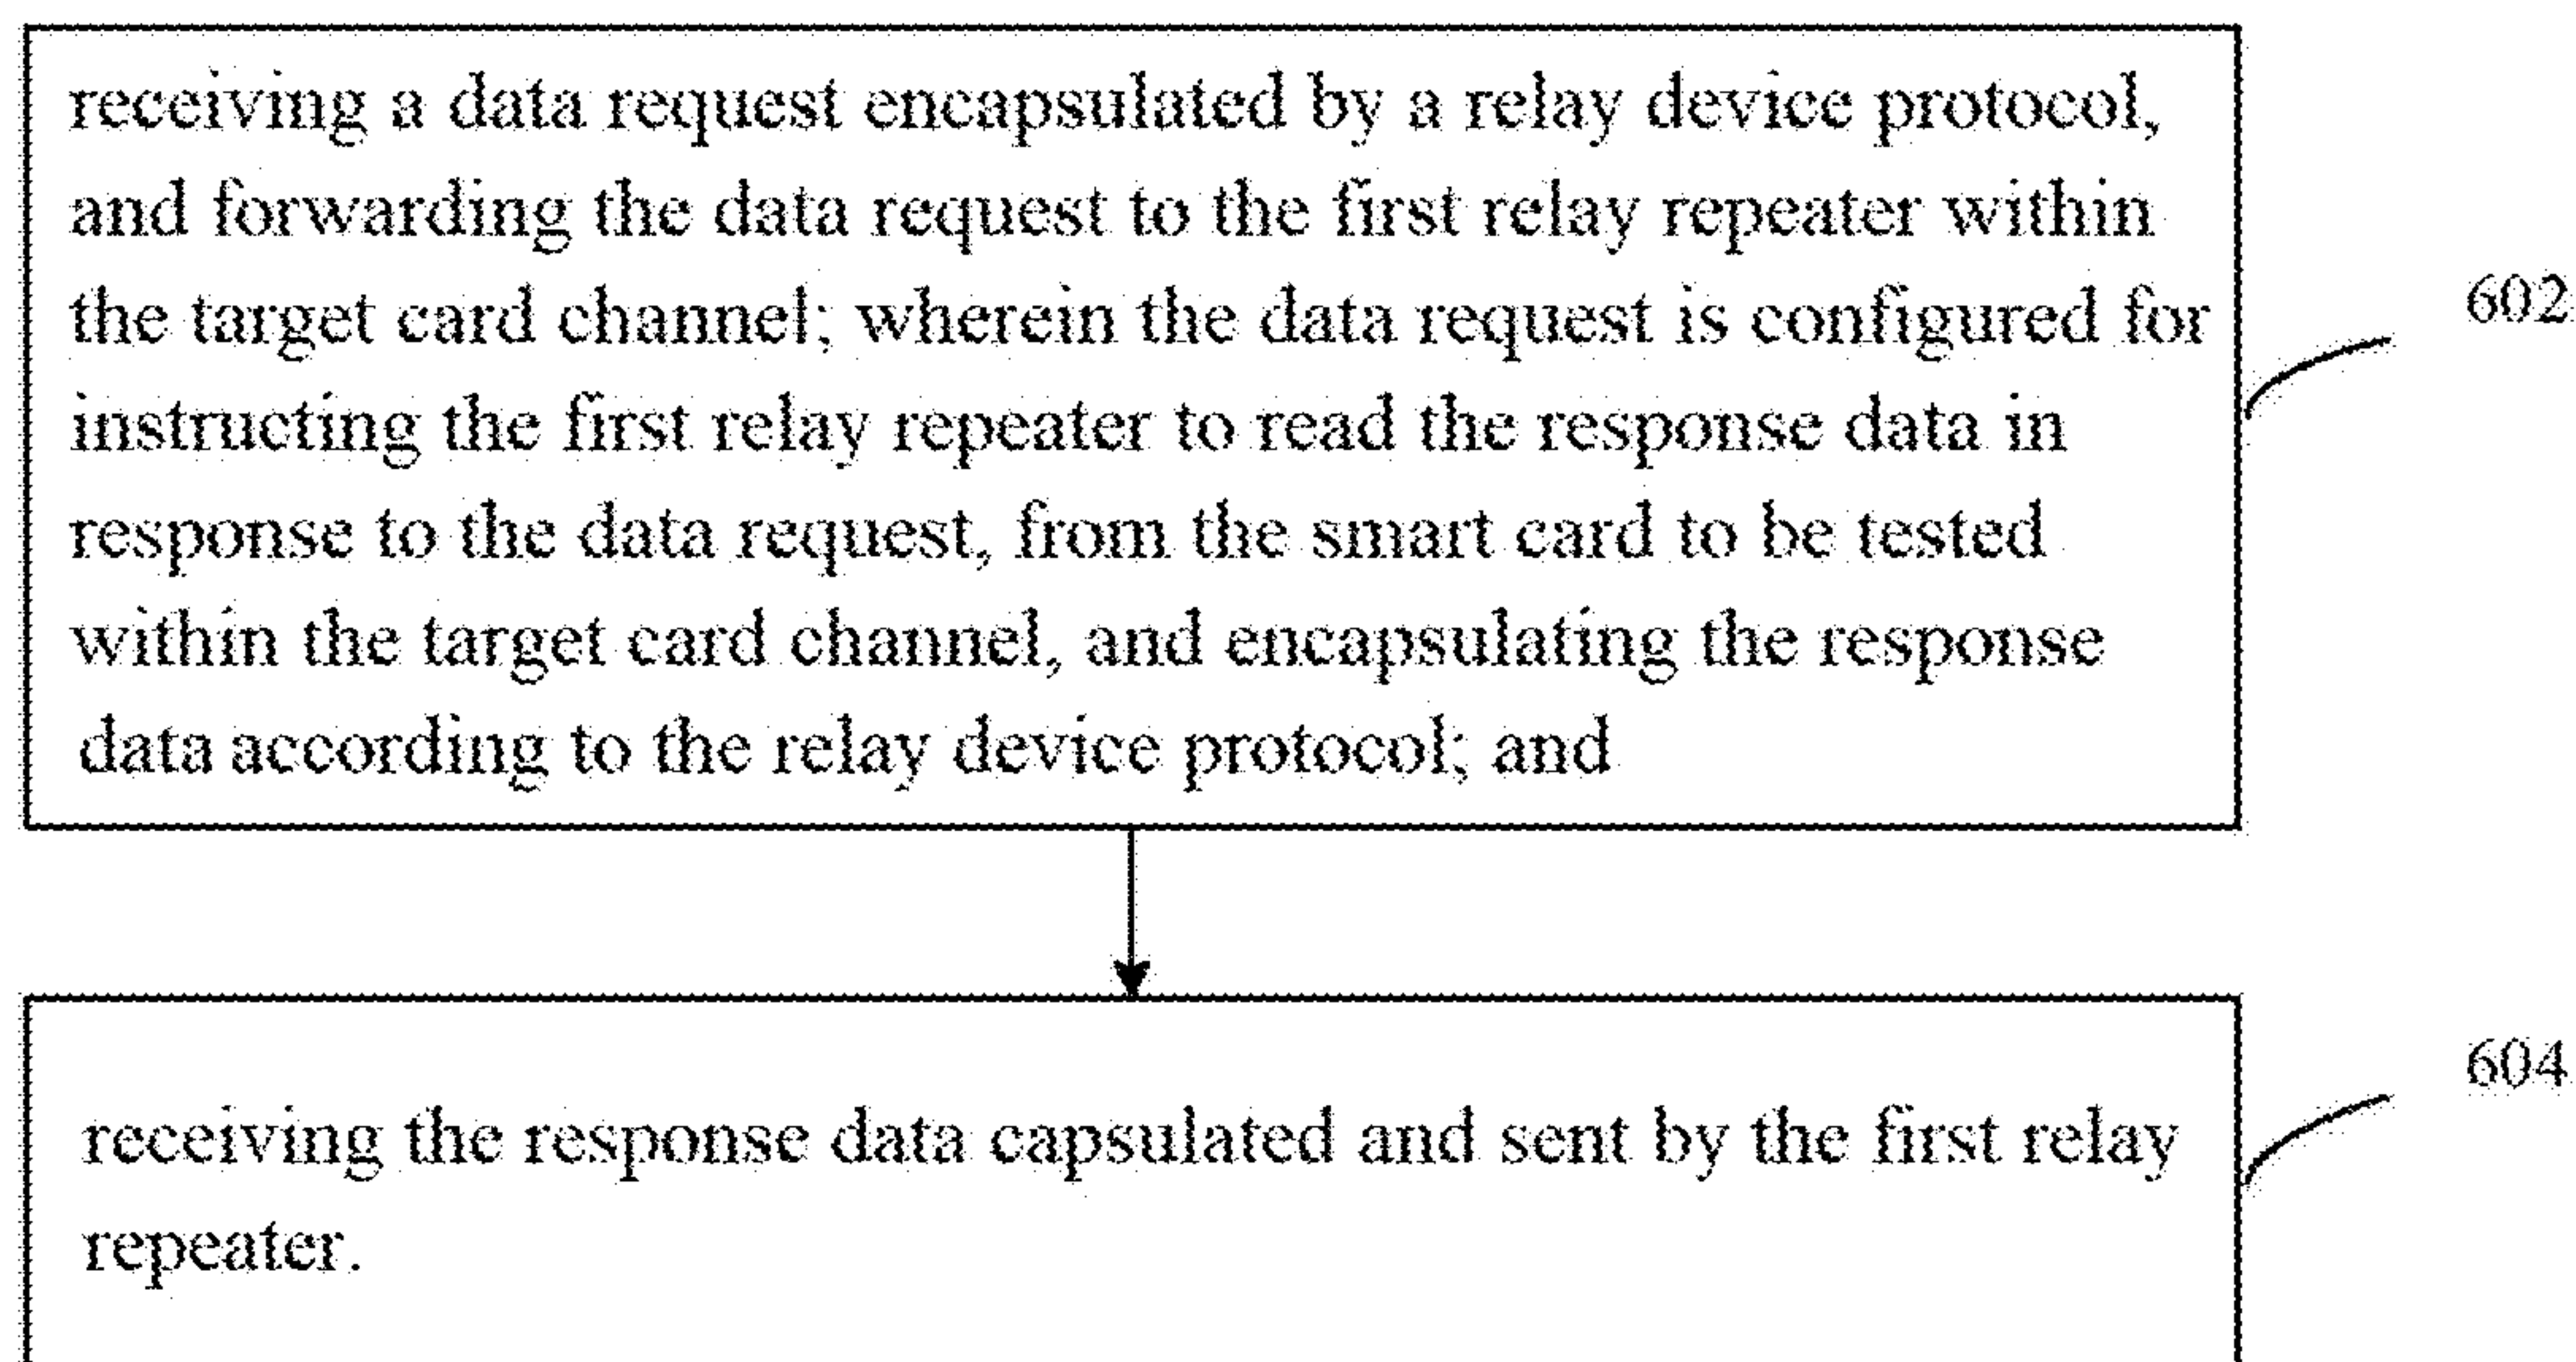 receiving a data request encapsulated by a relay device protocol,
and forwarding the data request to the first relay repeater within
the target card channel; wherein the data request is configured for
instructing the first relay repeater to read the response data in
response to the data request, from the smart card to be tested
within the target card channel, and encapsulating the response
data according to the relay device protocol; and
602
receiving the response data capsulated and sent by the first relay
repeater.
604